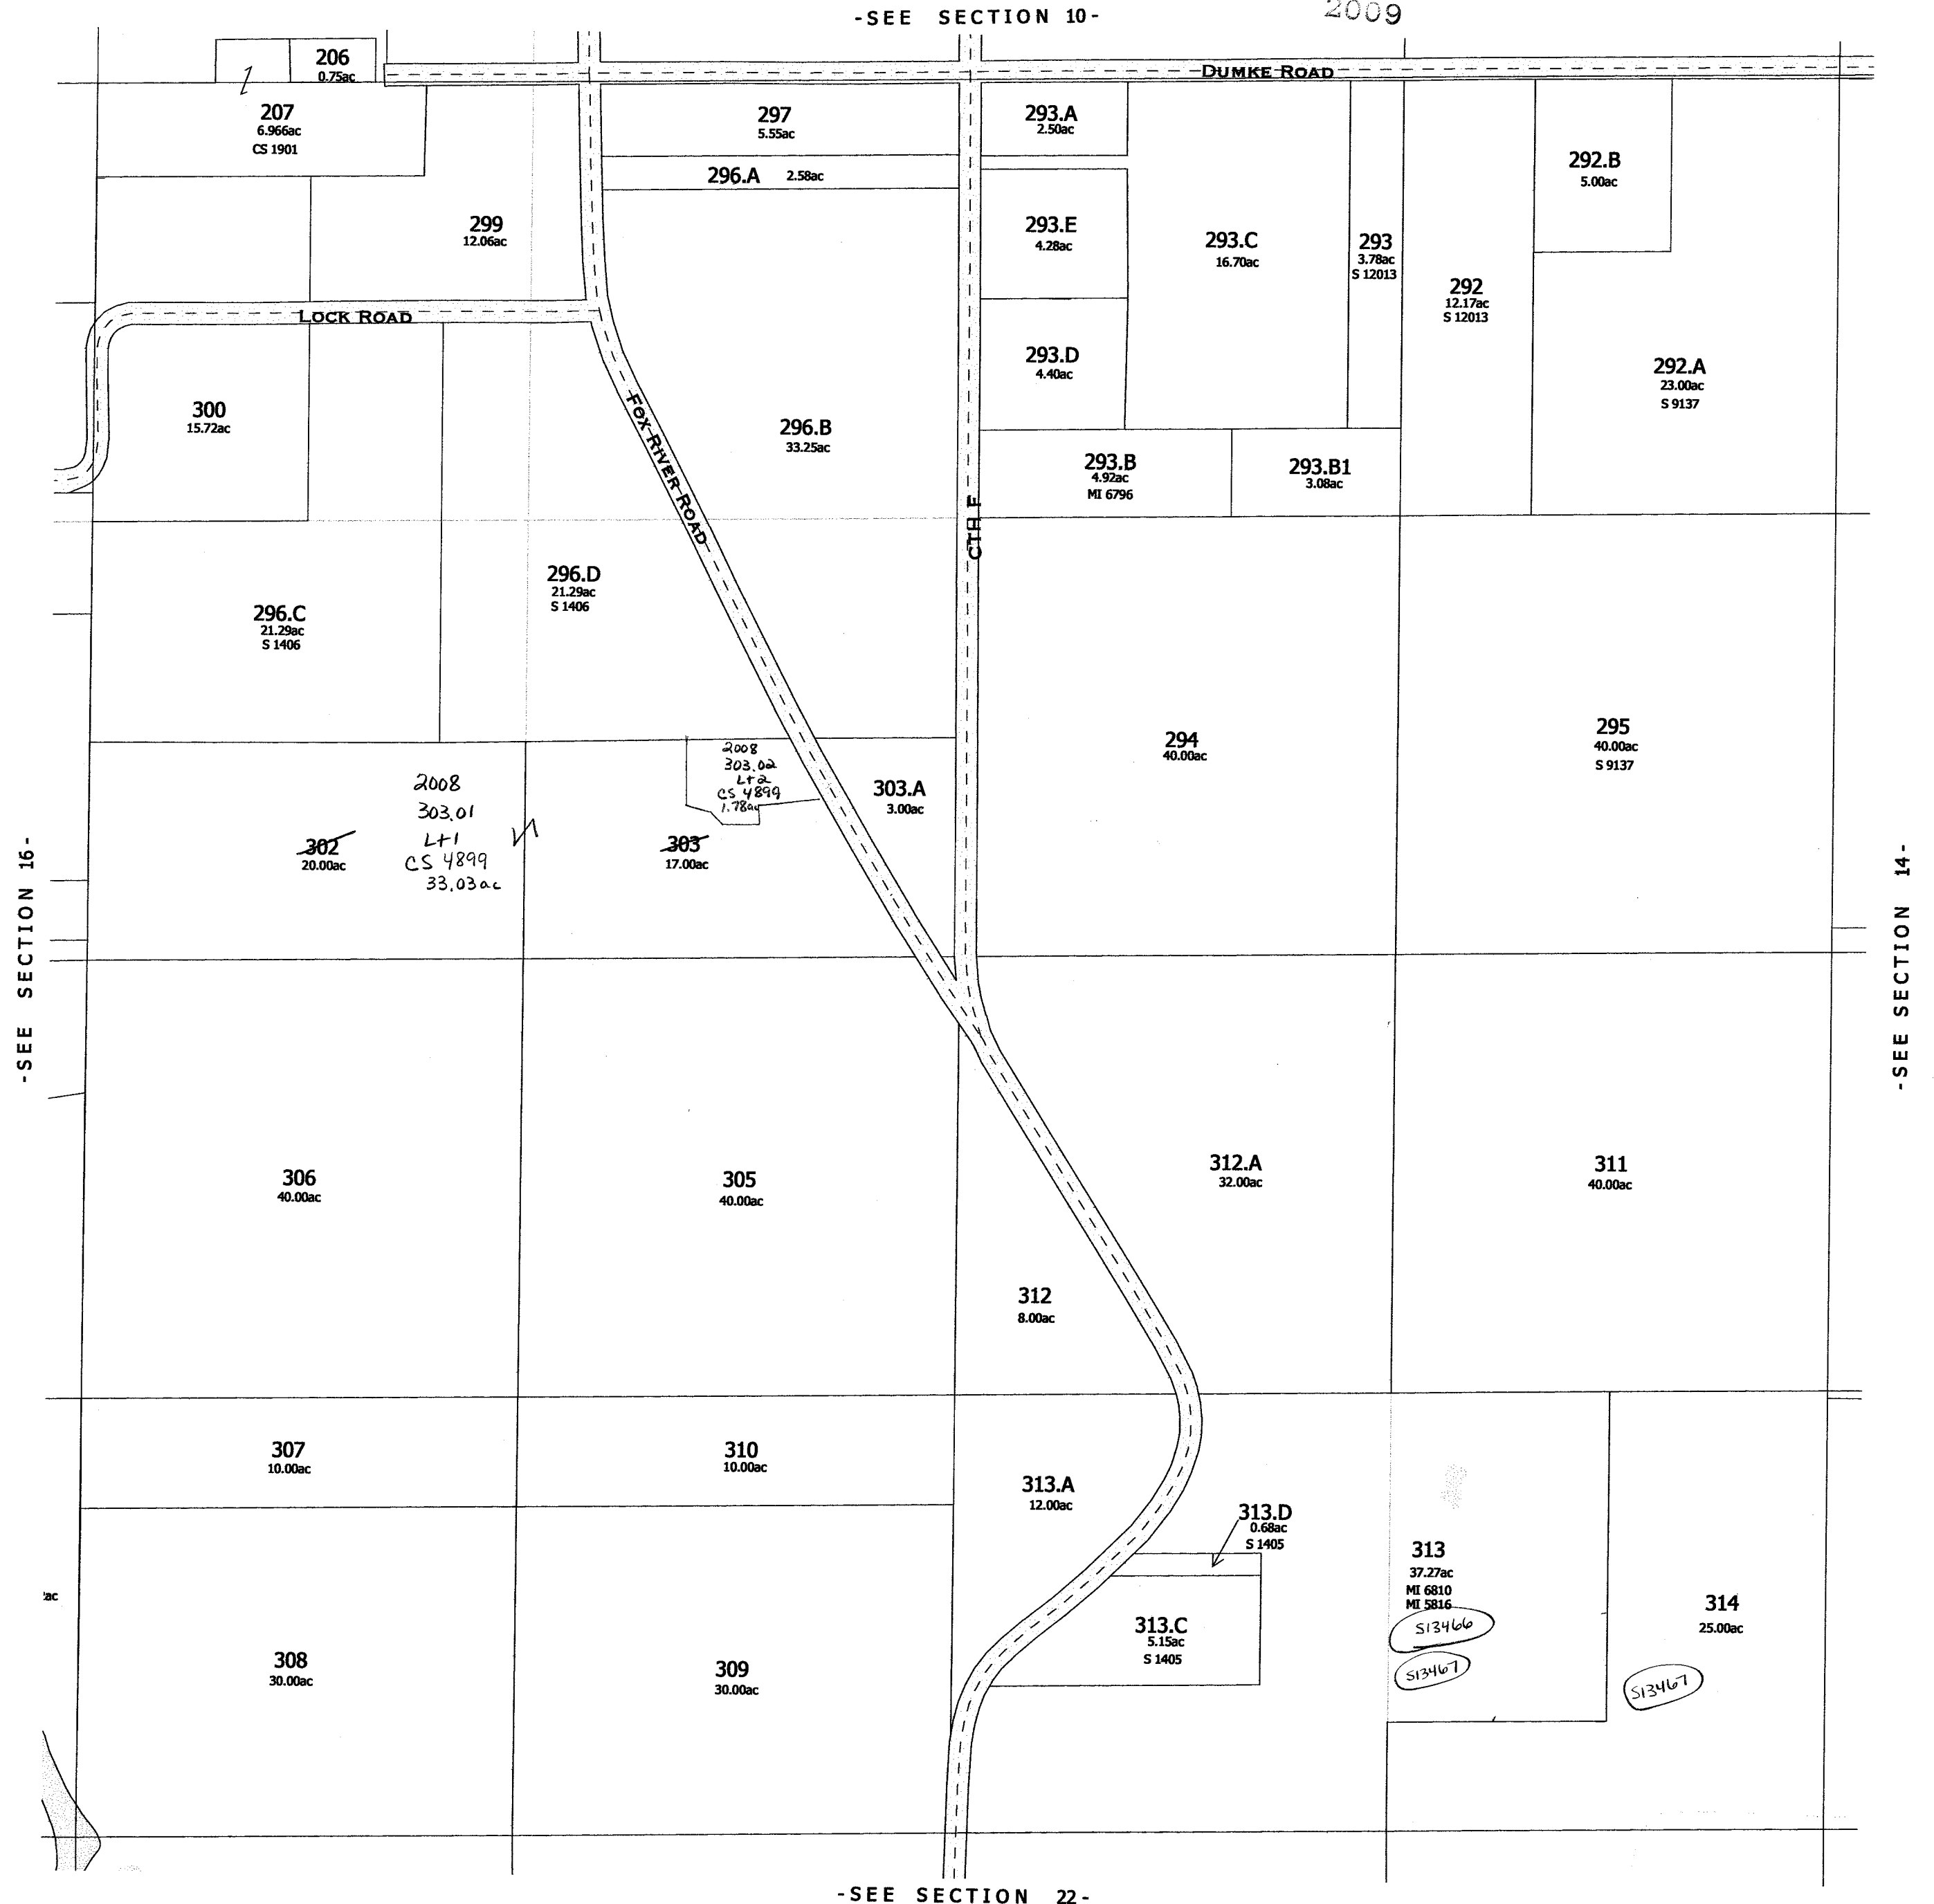 -SEE SECTION 10-
2009
206
0.75ac
DUMKE ROAD
207
6.966ac
CS 1901
297
5.55ac
293.A
2.50ac
296.A 2.58ac
292.B
5.00ac
299
12.06ac
293.E
4.28ac
293.C
16.70ac
293
3.78ac
S 12013
292
12.17ac
S 12013
LOCK ROAD
293.D
4.40ac
292.A
23.00ac
S 9137
300
15.72ac
FOX RIVER ROAD
296.B
33.25ac
293.B
4.92ac
MI 6796
293.B1
3.08ac
CTH F
296.D
21.29ac
S 1406
296.C
21.29ac
S 1406
294
40.00ac
295
40.00ac
S 9137
2008
303.02
Lt 2
CS 4899
1.78ac
303.A
3.00ac
2008
303.01
Lt 1
CS 4899
33.03ac
302
20.00ac
303
17.00ac
-SEE SECTION 16-
-SEE SECTION 14-
306
40.00ac
305
40.00ac
312.A
32.00ac
311
40.00ac
312
8.00ac
307
10.00ac
310
10.00ac
313.A
12.00ac
313.D
0.68ac
S 1405
313
37.27ac
MI 6810
MI 5816
S13466
S13467
ac
313.C
5.15ac
S 1405
314
25.00ac
S13467
308
30.00ac
309
30.00ac
-SEE SECTION 22-